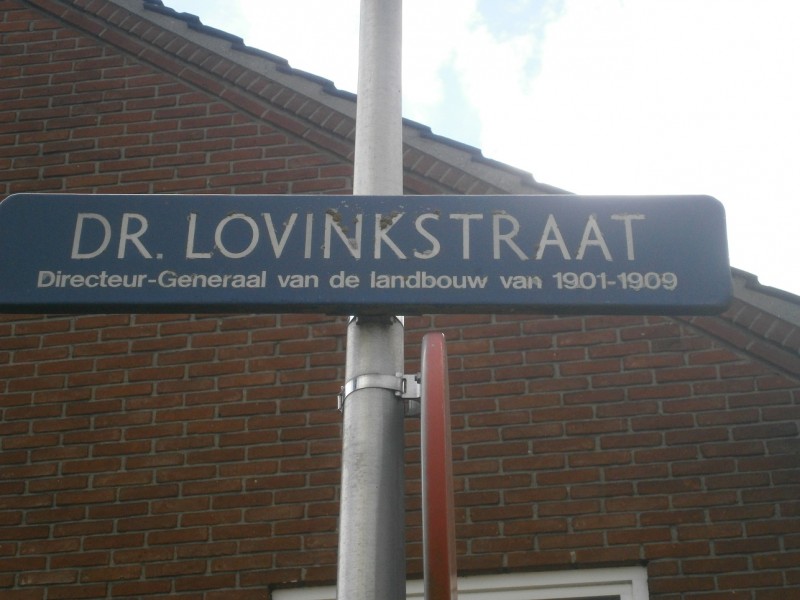 DR. LOVINKSTRAAT
Directeur-Generaal van de landbouw van 1901-1909